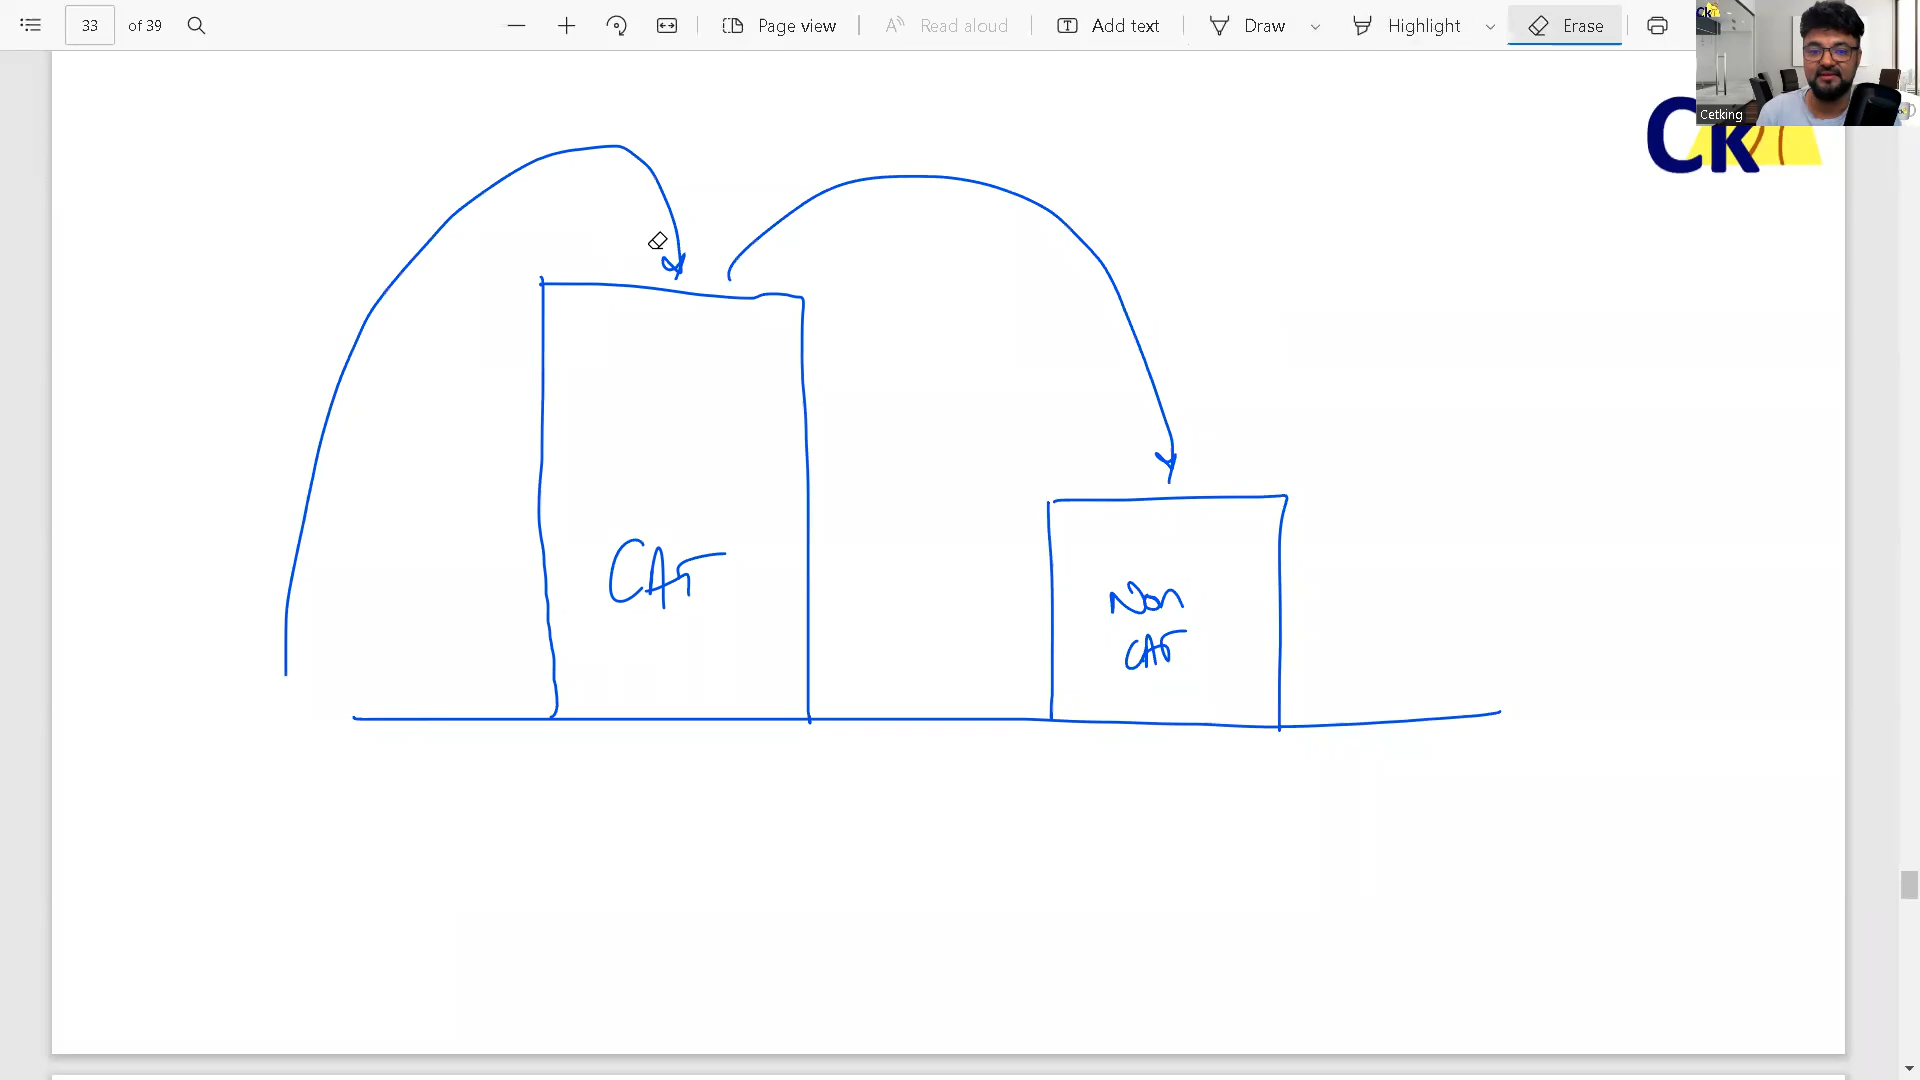 33 of 39 Page view Read aloud Add text Draw Highlight Erase
Cetking
CK
CAT
Non
CAT